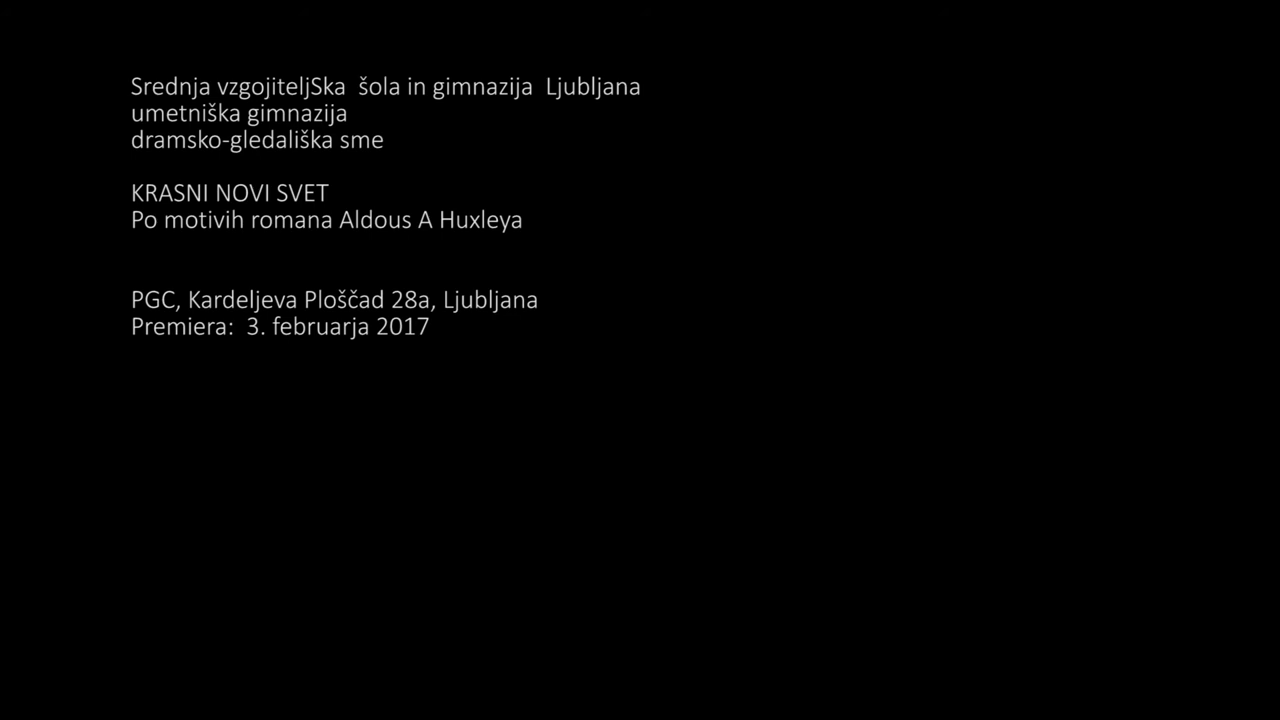 Srednja vzgojiteljSka šola in gimnazija Ljubljana
umetniška gimnazija
dramsko-gledališka sme
KRASNI NOVI SVET
Po motivih romana Aldous A Huxleya
PGC, Kardeljeva Ploščad 28a, Ljubljana
Premiera: 3. februarja 2017